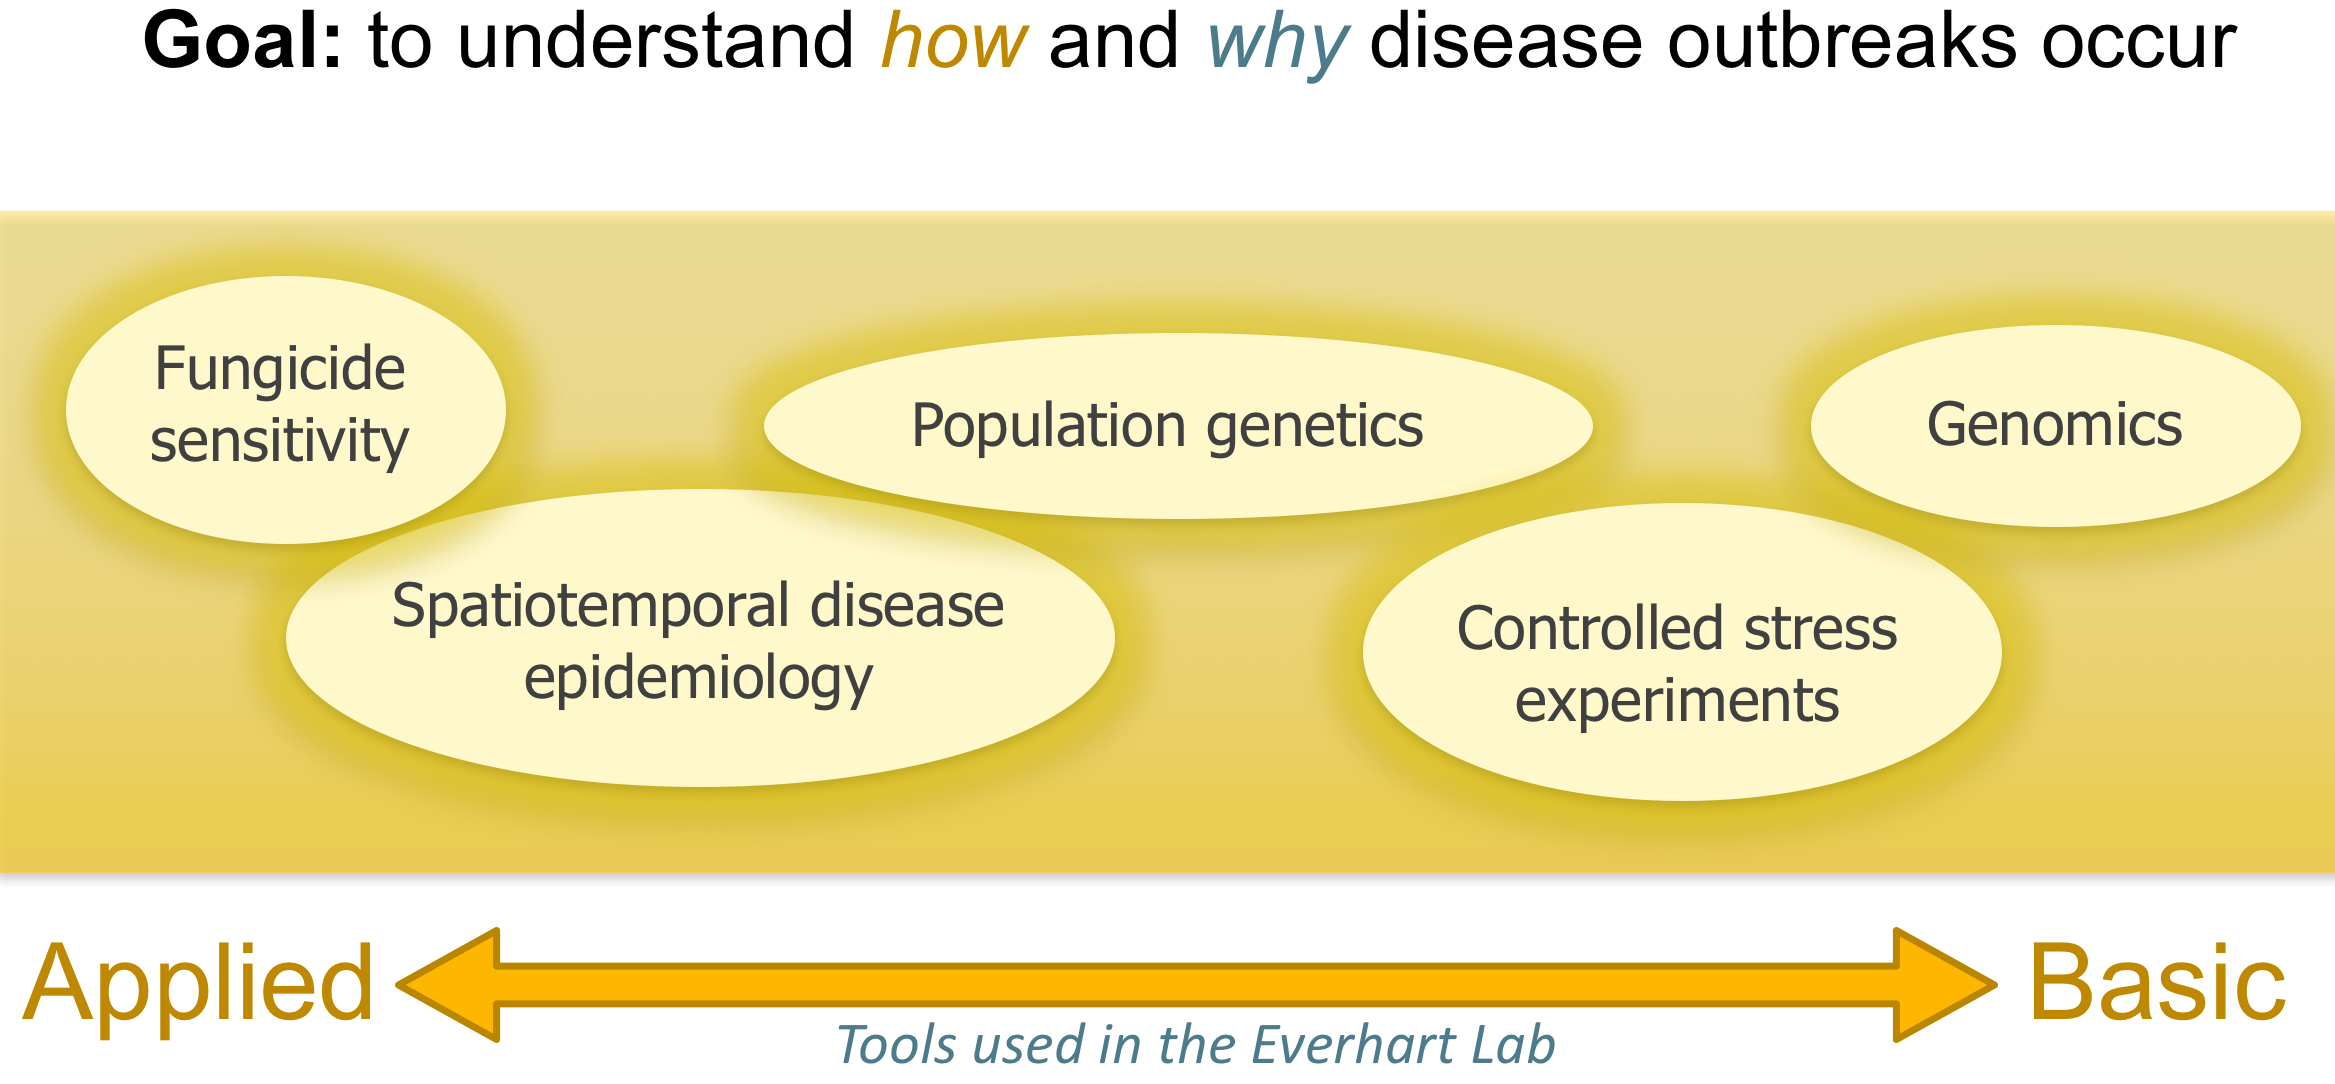 Goal: to understand how and why disease outbreaks occur
Fungicide
sensitivity
Population genetics
Genomics
Spatiotemporal disease
epidemiology
Controlled stress
experiments
Applied
Basic
Tools used in the Everhart Lab